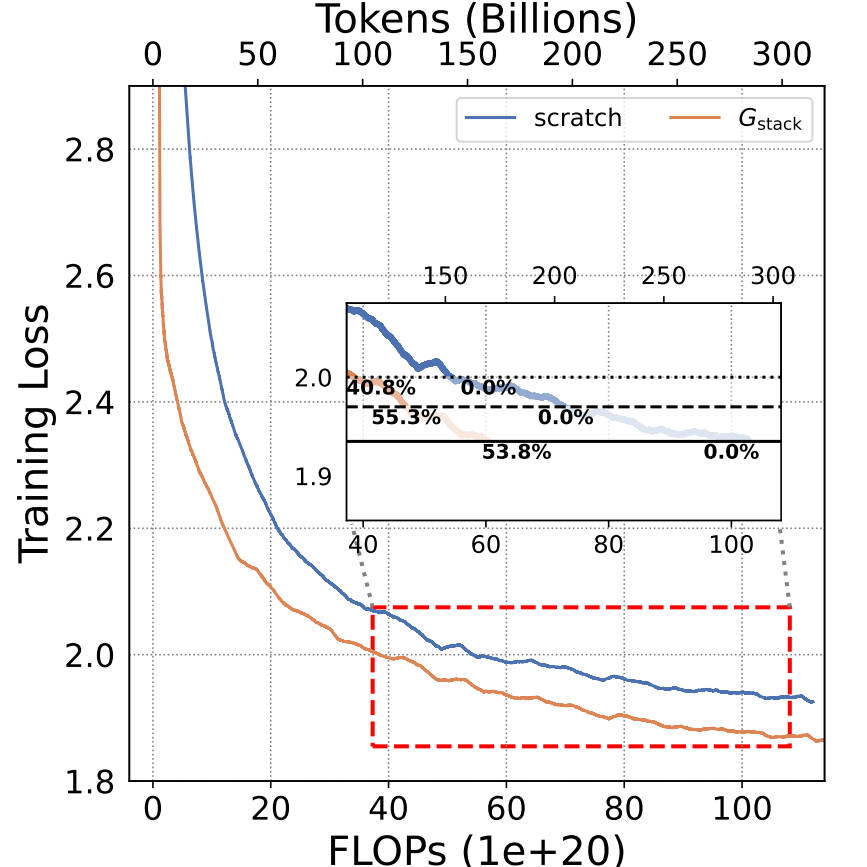 Tokens (Billions)
0 50 100 150 200 250 300
scratch G_stack
Training Loss
2.8
2.6
2.4
2.2
2.0
1.8
150 200 250 300
2.0
1.9
40.8% 0.0%
55.3% 0.0%
53.8% 0.0%
40 60 80 100
0 20 40 60 80 100
FLOPs (1e+20)